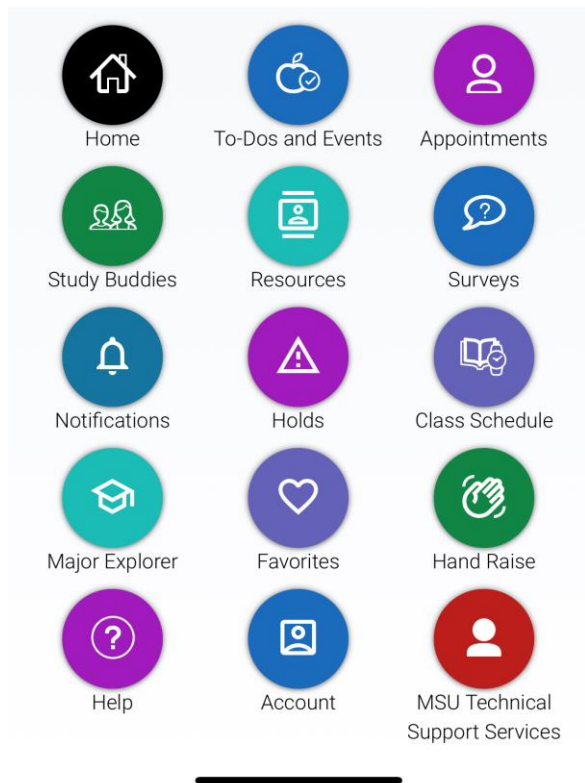 Home
To-Dos and Events
Appointments
Study Buddies
Resources
Surveys
?
Notifications
Holds
Class Schedule
Major Explorer
Favorites
Hand Raise
?
Help
Account
MSU Technical
Support Services